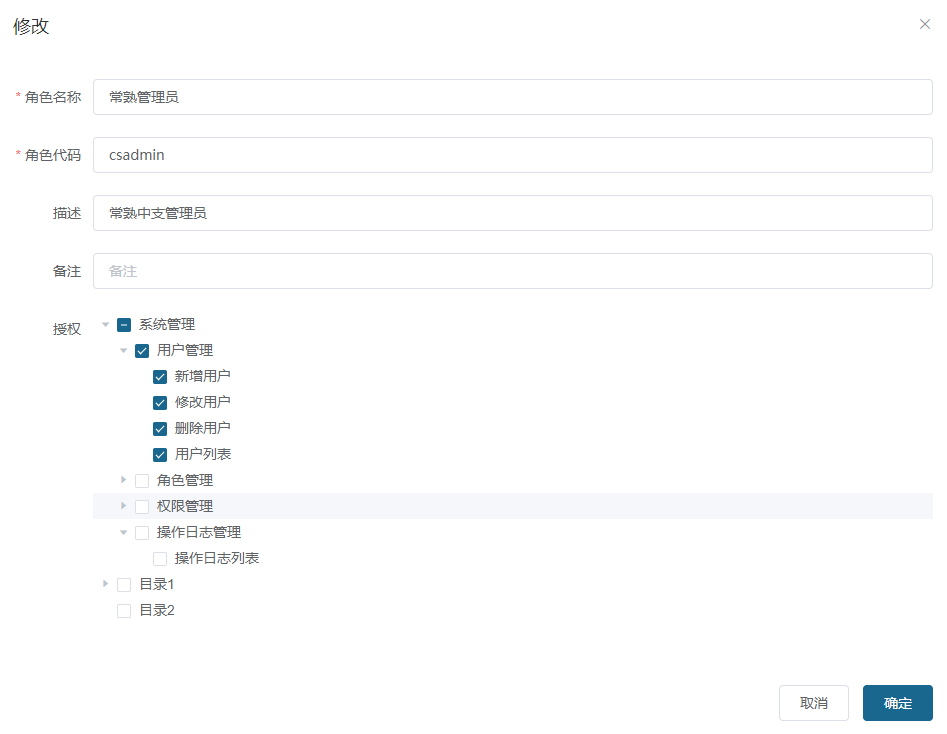 修改
* 角色名称 常熟管理员
* 角色代码 csadmin
描述 常熟中支管理员
备注 备注
授权 系统管理
用户管理
新增用户
修改用户
删除用户
用户列表
角色管理
权限管理
操作日志管理
操作日志列表
目录1
目录2
取消 确定